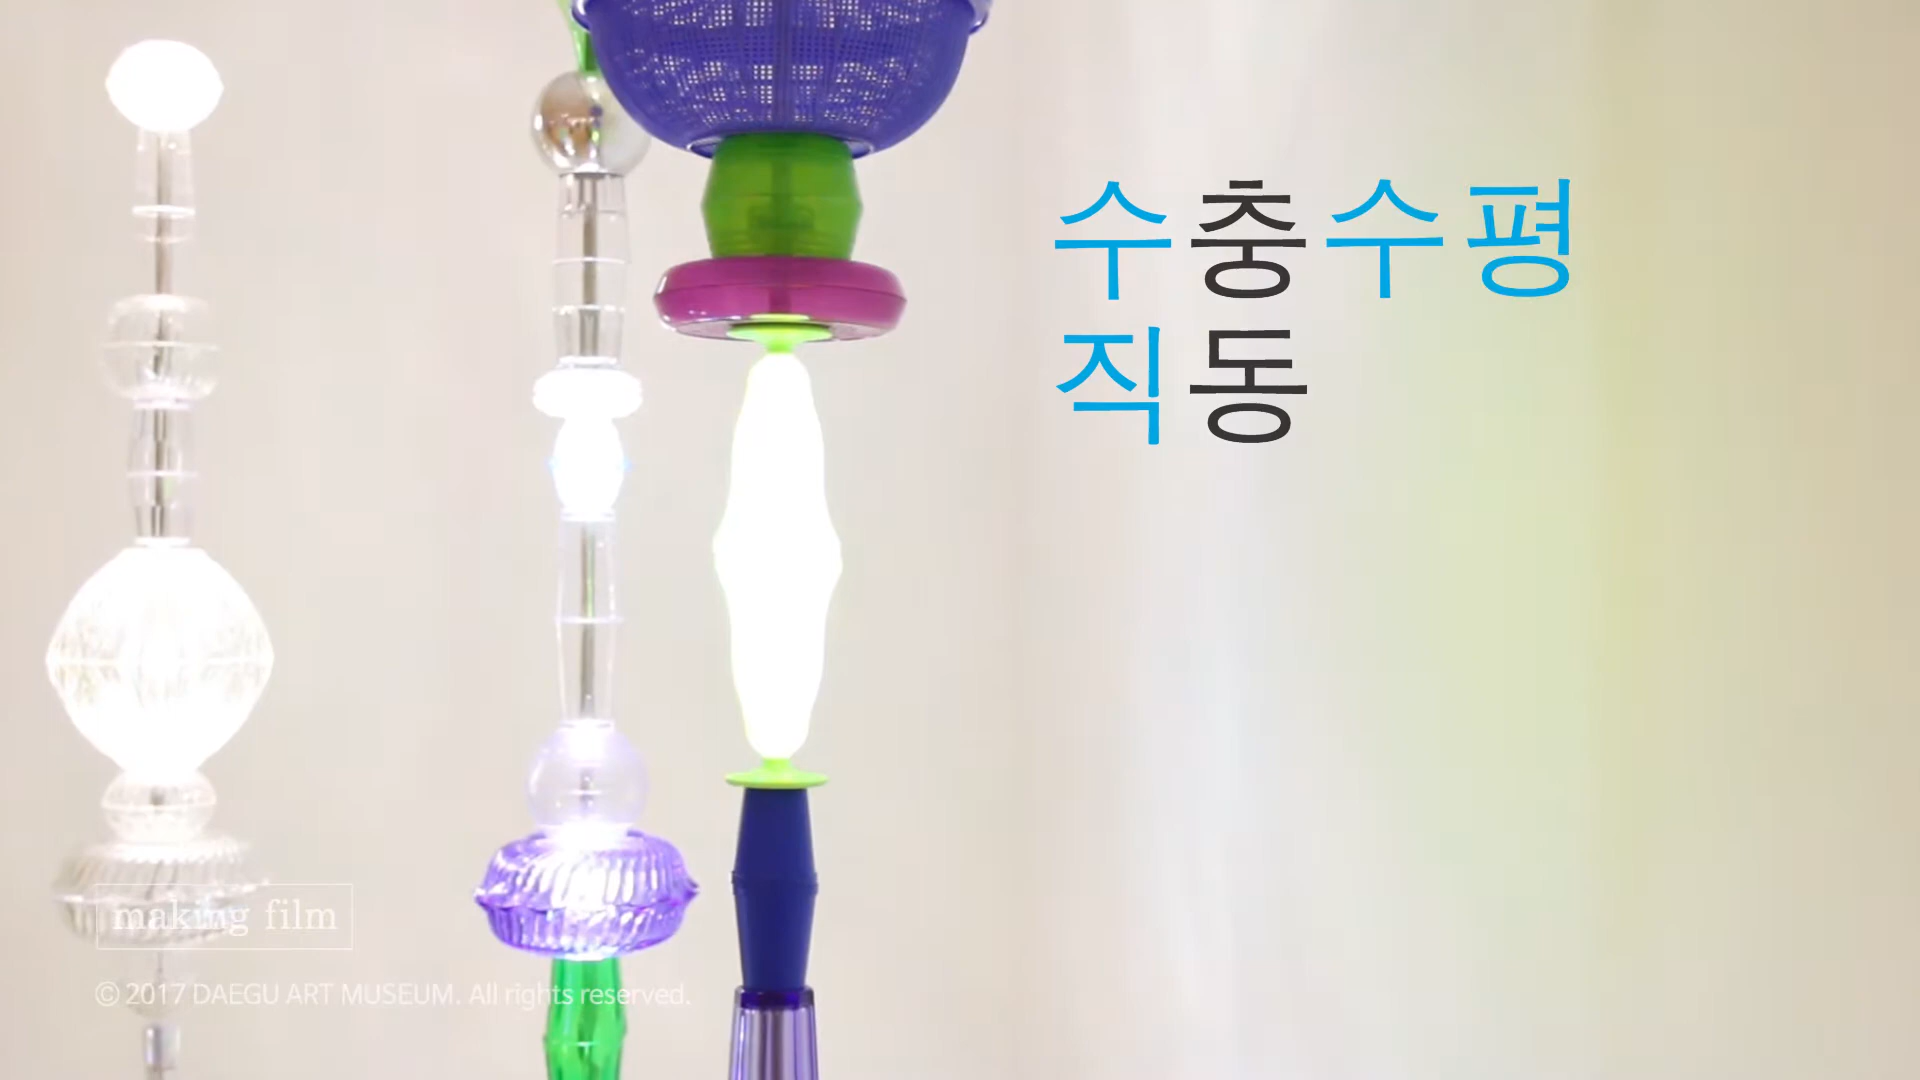 수충수평
직동
making film
© 2017 DAEGU ART MUSEUM. All rights reserved.